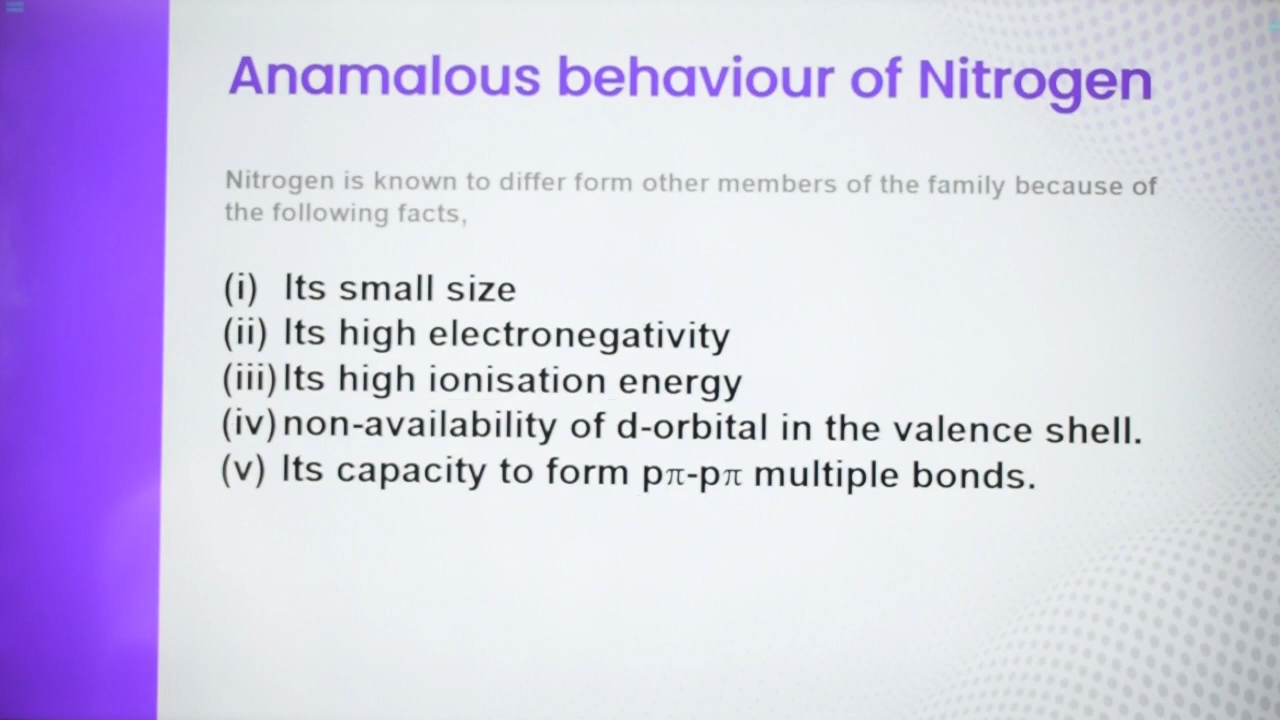 Anamalous behaviour of Nitrogen
Nitrogen is known to differ form other members of the family because of
the following facts,
(i) Its small size
(ii) Its high electronegativity
(iii) Its high ionisation energy
(iv) non-availability of d-orbital in the valence shell.
(v) Its capacity to form pπ-pπ multiple bonds.